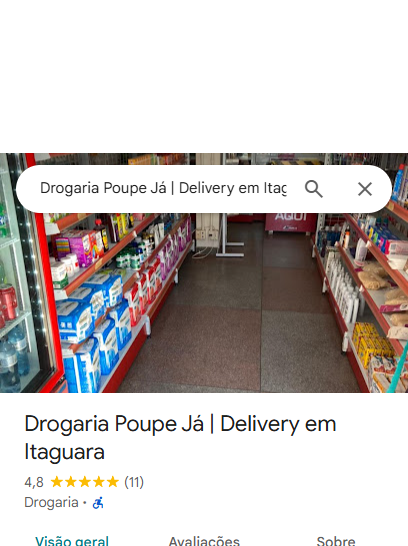 Drogaria Poupe Já | Delivery em Itag
AQUI
Drogaria Poupe Já | Delivery em
Itaguara
4,8 (11)
Drogaria ·
Visão geral Avaliações Sobre